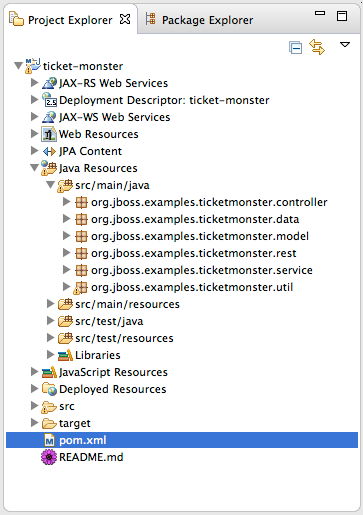 Project Explorer Package Explorer
ticket-monster
JAX-RS Web Services
Deployment Descriptor: ticket-monster
JAX-WS Web Services
Web Resources
JPA Content
Java Resources
src/main/java
org.jboss.examples.ticketmonster.controller
org.jboss.examples.ticketmonster.data
org.jboss.examples.ticketmonster.model
org.jboss.examples.ticketmonster.rest
org.jboss.examples.ticketmonster.service
org.jboss.examples.ticketmonster.util
src/main/resources
src/test/java
src/test/resources
Libraries
JavaScript Resources
Deployed Resources
src
target
pom.xml
README.md